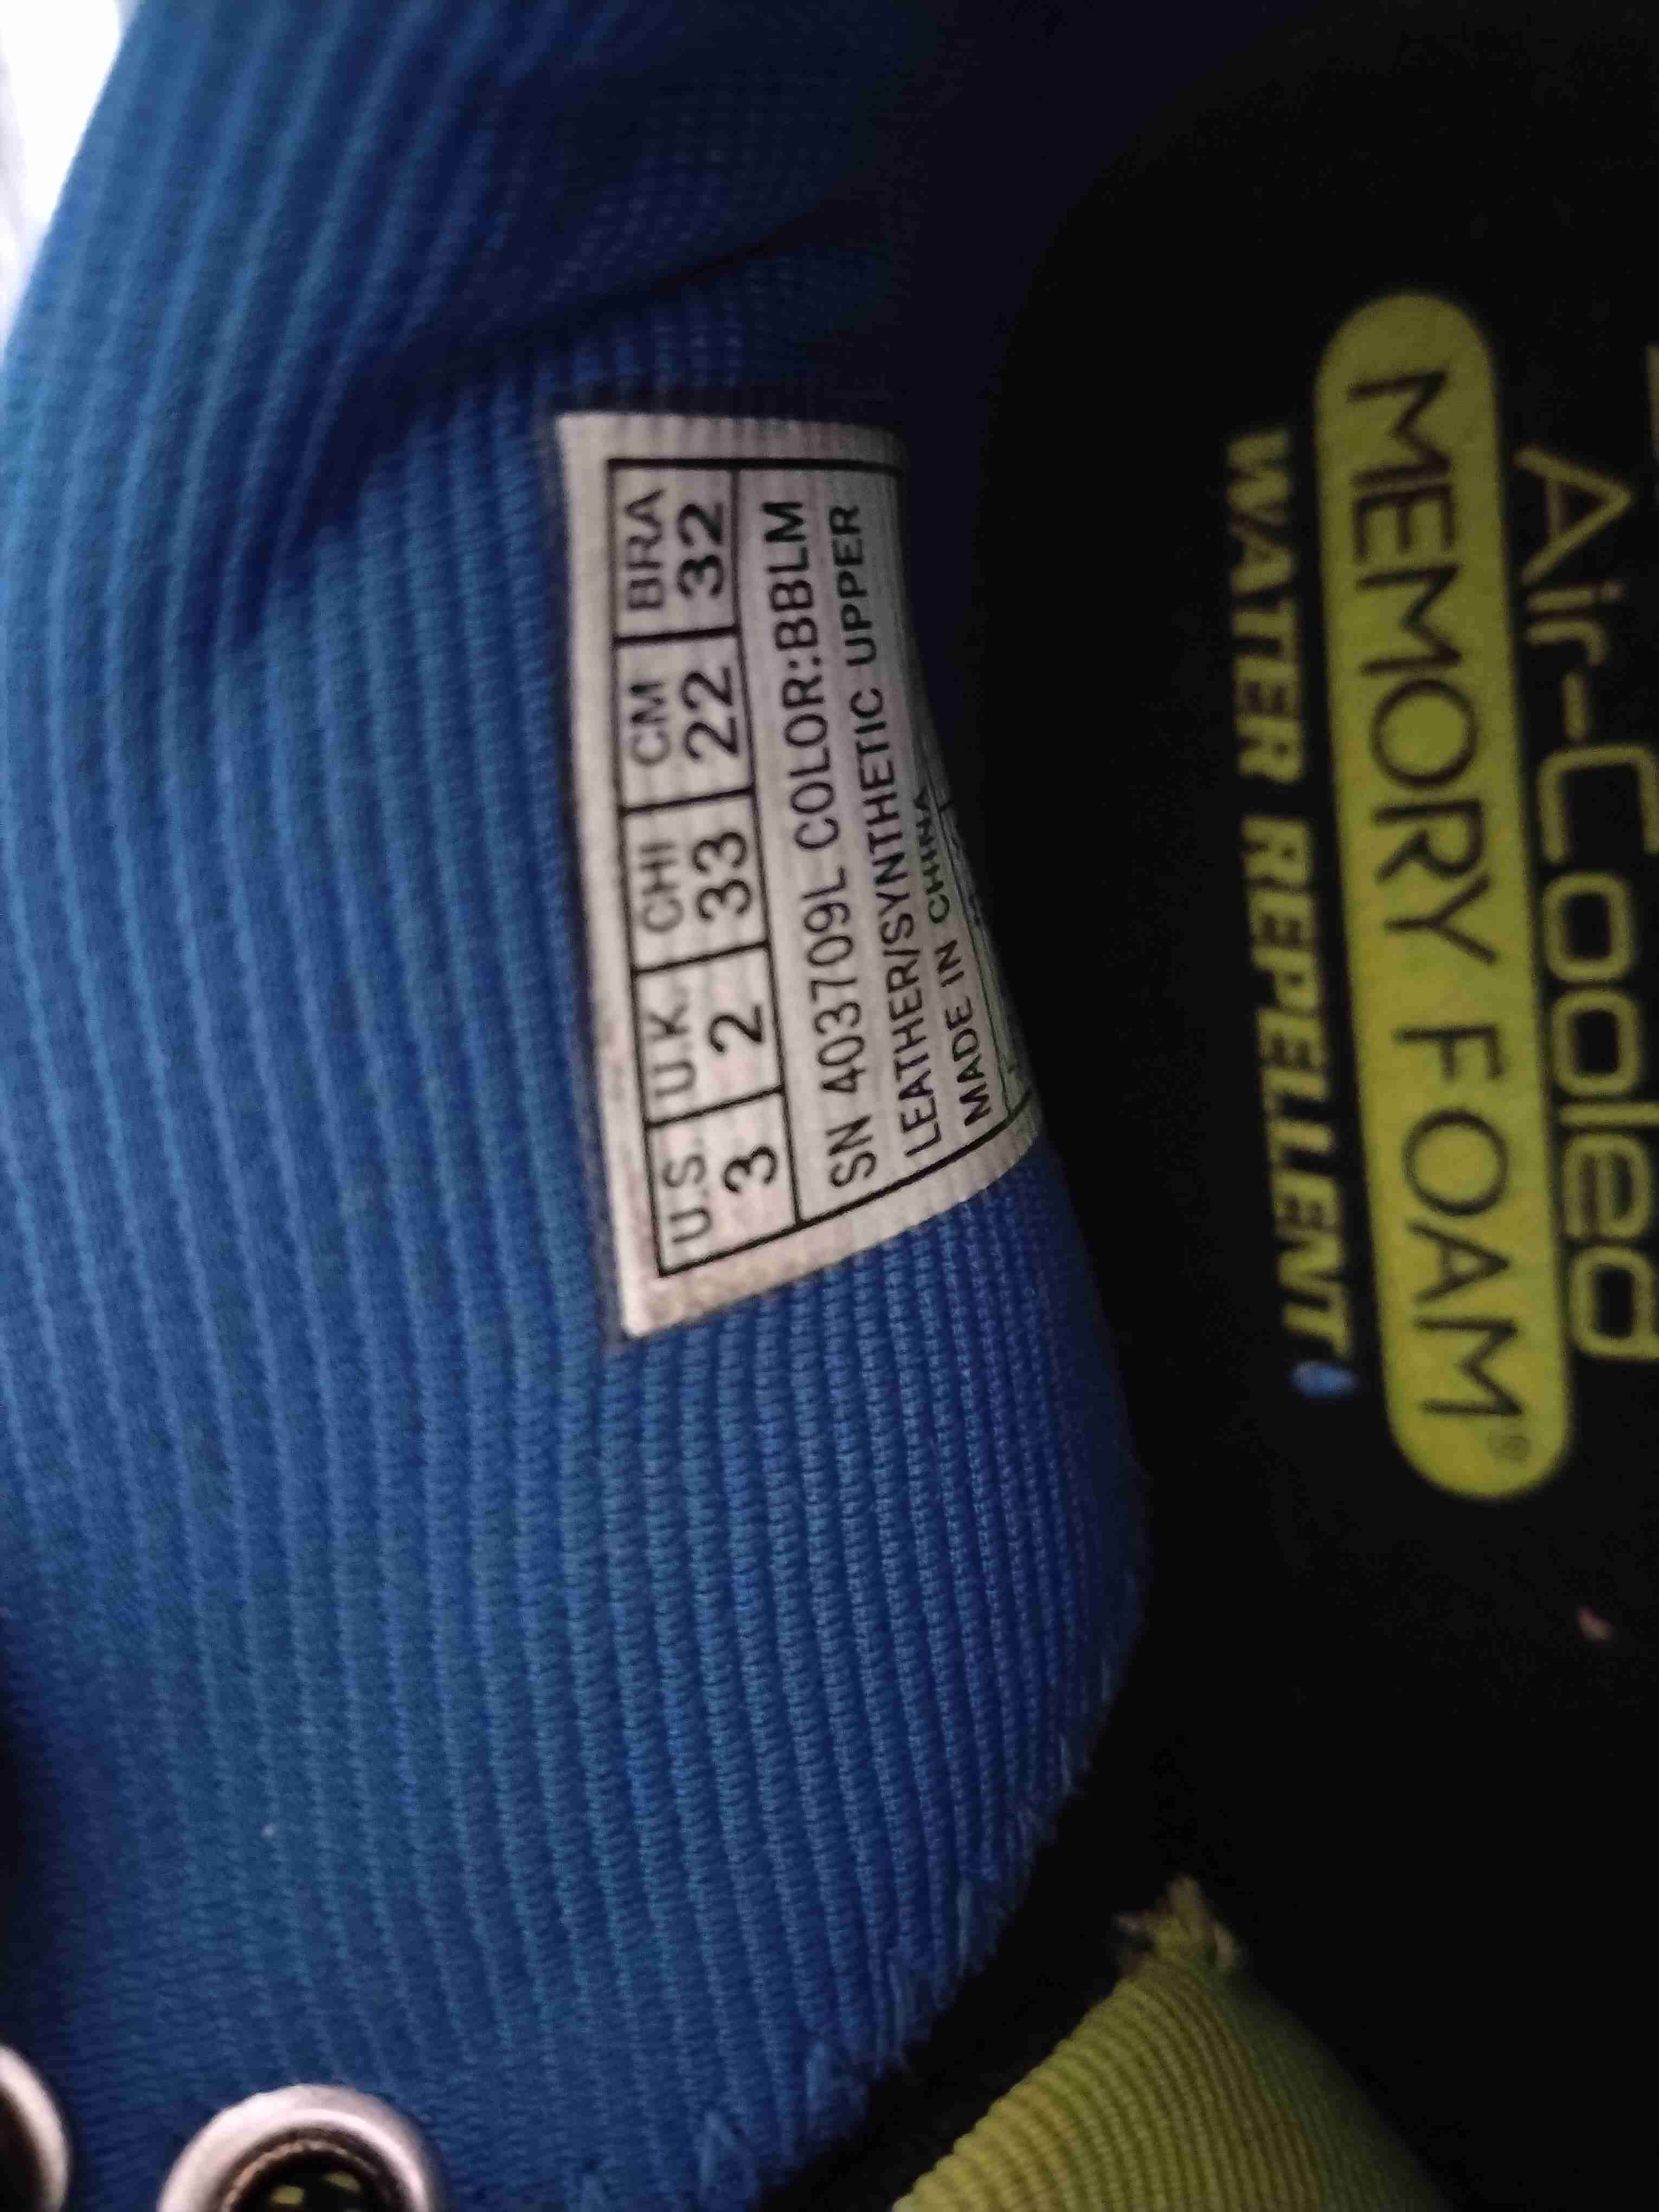 U.S. U.K. CHI CM BRA
3 2 33 22 32
SN 403709L COLOR:BBLM
LEATHER/SYNTHETIC UPPER
MADE IN CHINA
Air-Cooled
MEMORY FOAM®
WATER REPELLENT